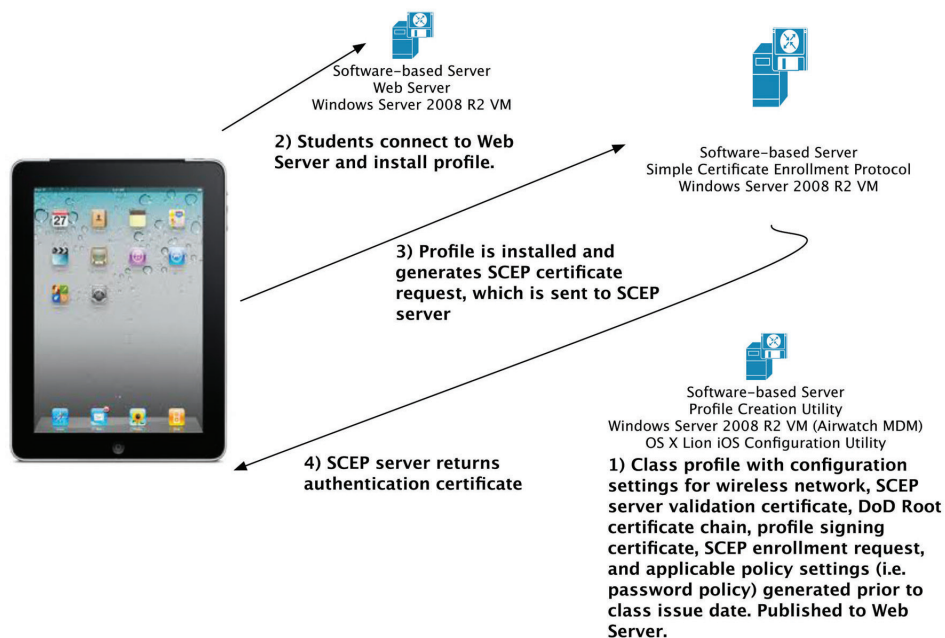 Software-based Server
Web Server
Windows Server 2008 R2 VM
2) Students connect to Web
Server and install profile.
Software-based Server
Simple Certificate Enrollment Protocol
Windows Server 2008 R2 VM
27
3) Profile is installed and
generates SCEP certificate
request, which is sent to SCEP
server
Software-based Server
Profile Creation Utility
Windows Server 2008 R2 VM (Airwatch MDM)
OS X Lion iOS Configuration Utility
4) SCEP server returns
authentication certificate
1) Class profile with configuration
settings for wireless network, SCEP
server validation certificate, DoD Root
certificate chain, profile signing
certificate, SCEP enrollment request,
and applicable policy settings (i.e.
password policy) generated prior to
class issue date. Published to Web
Server.